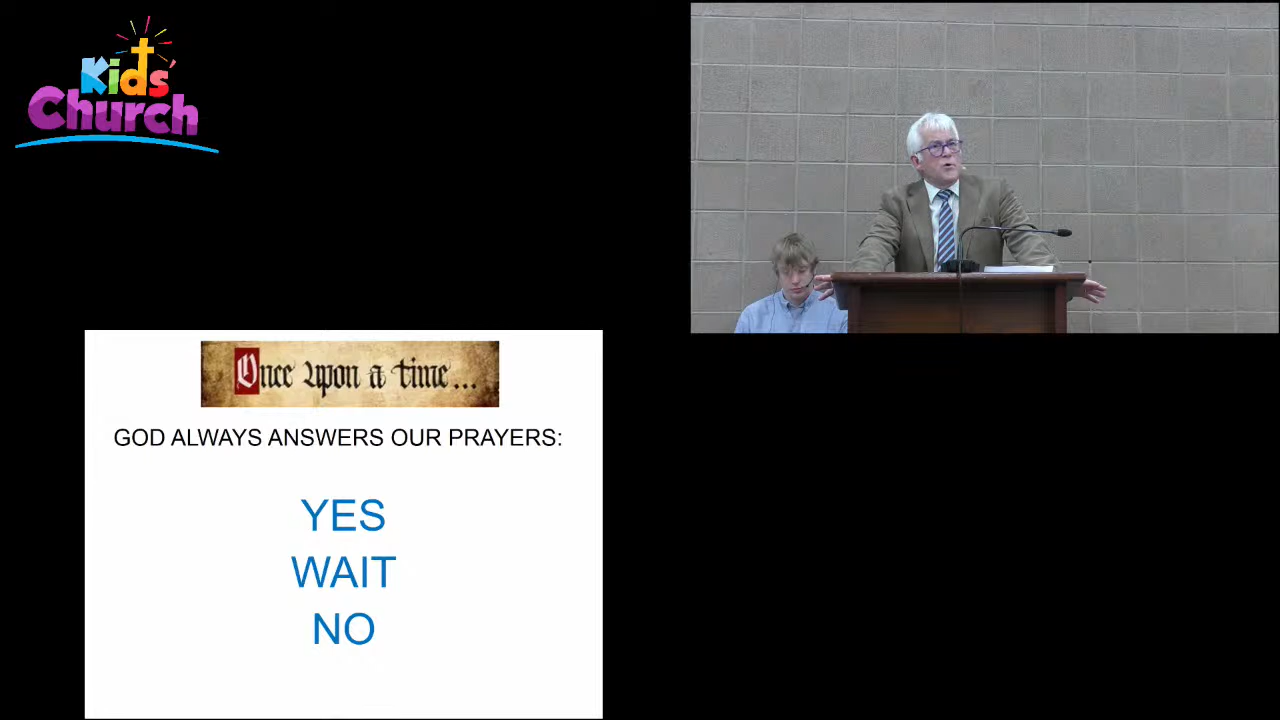 Kids'
Church
Once upon a time...
GOD ALWAYS ANSWERS OUR PRAYERS:
YES
WAIT
NO